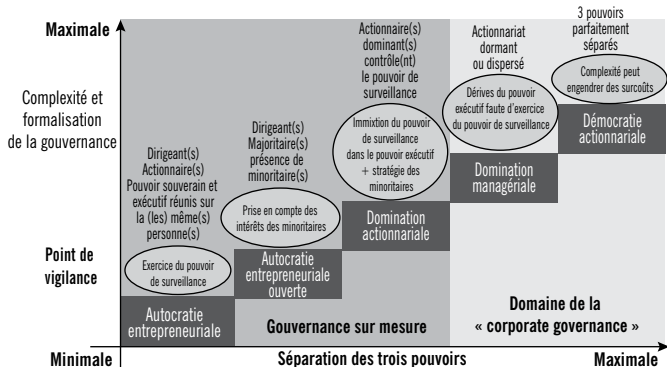 Maximale
Complexité et
formalisation
de la gouvernance
Point de
vigilance
Minimale
Dirigeant(s)
Actionnaire(s)
Pouvoir souverain et
exécutif réunis sur
la (les) même(s)
personne(s)
Exercice du pouvoir
de surveillance
Autocratie
entrepreneuriale
Dirigeant(s)
Majoritaire(s)
présence de
minoritaire(s)
Prise en compte des
intérêts des minoritaires
Autocratie
entrepreneuriale
ouverte
Actionnaire(s)
dominant(s)
contrôle(nt)
le pouvoir de
surveillance
Immixtion du pouvoir
de surveillance
dans le pouvoir exécutif
+ stratégie des
minoritaires
Domination
actionnariale
Actionnariat
dormant
ou dispersé
Dérives du pouvoir
exécutif faute d'exercice
du pouvoir de surveillance
Domination
managériale
3 pouvoirs
parfaitement
séparés
Complexité peut
engendrer des surcoûts
Démocratie
actionnariale
Gouvernance sur mesure
Domaine de la
« corporate governance »
Séparation des trois pouvoirs
Maximale